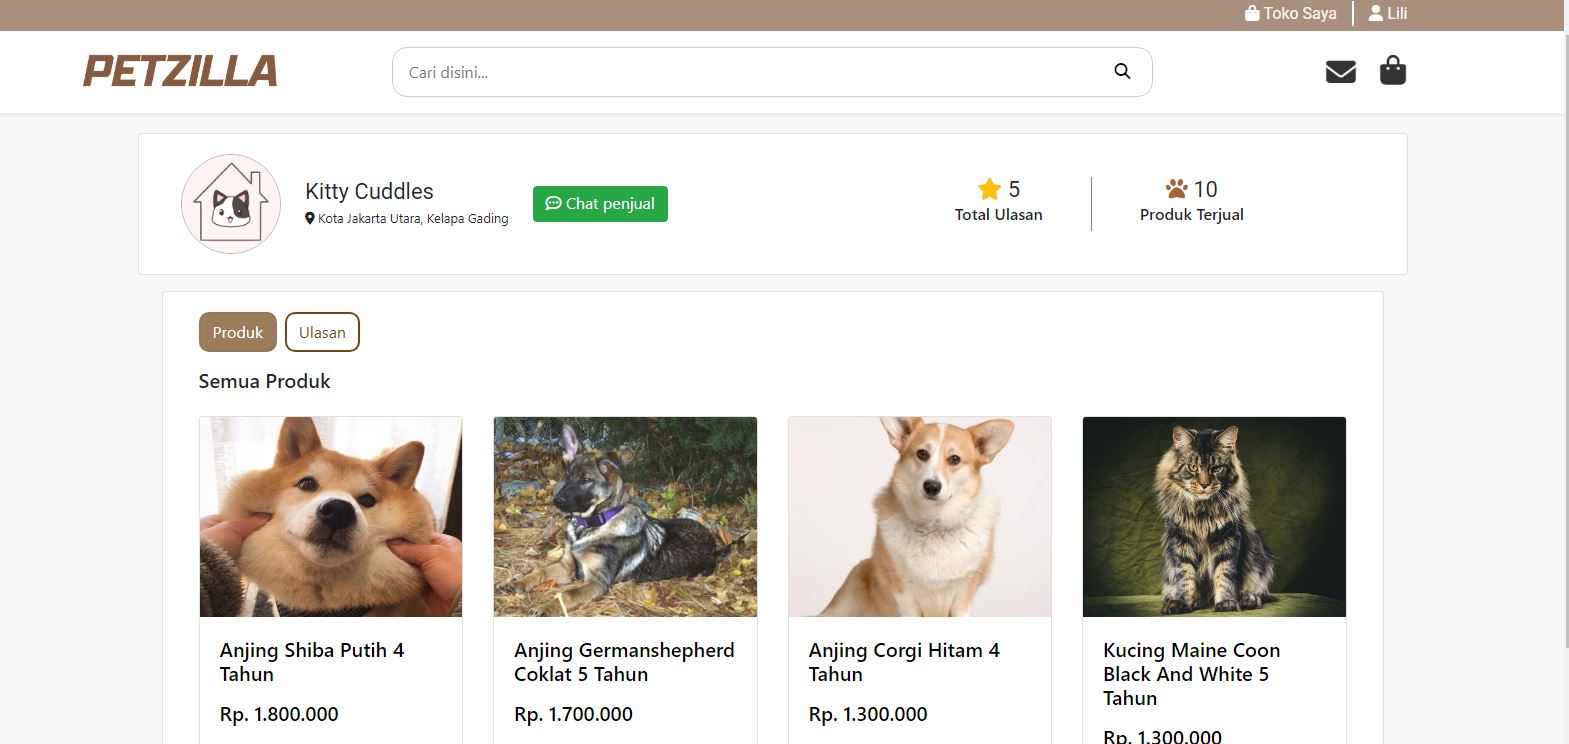 Toko Saya
Lili
PETZILLA
Cari disini...
Kitty Cuddles
Kota Jakarta Utara, Kelapa Gading
Chat penjual
5
Total Ulasan
10
Produk Terjual
Produk
Ulasan
Semua Produk
Anjing Shiba Putih 4
Tahun
Rp. 1.800.000
Anjing Germanshepherd
Coklat 5 Tahun
Rp. 1.700.000
Anjing Corgi Hitam 4
Tahun
Rp. 1.300.000
Kucing Maine Coon
Black And White 5
Tahun
Rp. 1.300.000